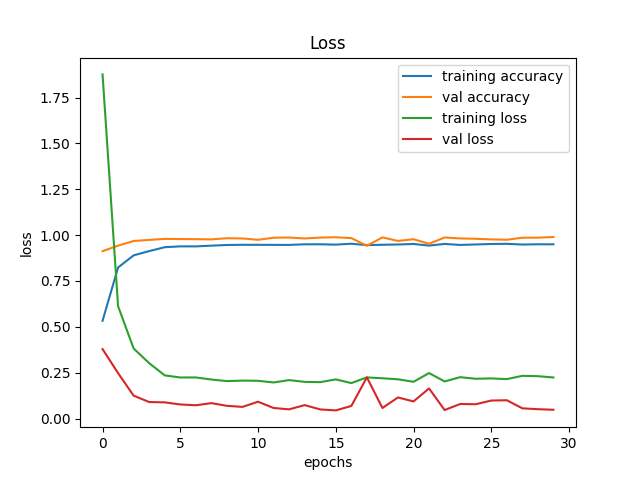 Loss
training accuracy
val accuracy
training loss
val loss
1.75
1.50
1.25
1.00
0.75
0.50
0.25
0.00
loss
0 5 10 15 20 25 30
epochs